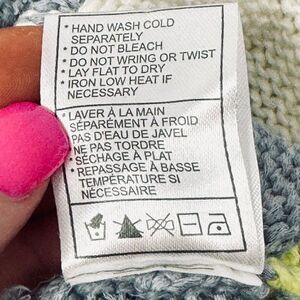 * HAND WASH COLD
SEPARATELY
* DO NOT BLEACH
* DO NOT WRING OR TWIST
* LAY FLAT TO DRY
* IRON LOW HEAT IF
NECESSARY
* LAVER À LA MAIN
SÉPARÉMENT À FROID
PAS D'EAU DE JAVEL
NE PAS TORDRE
* SÉCHAGE À PLAT
* REPASSAGE À BASSE
TEMPÉRATURE SI
NÉCESSAIRE